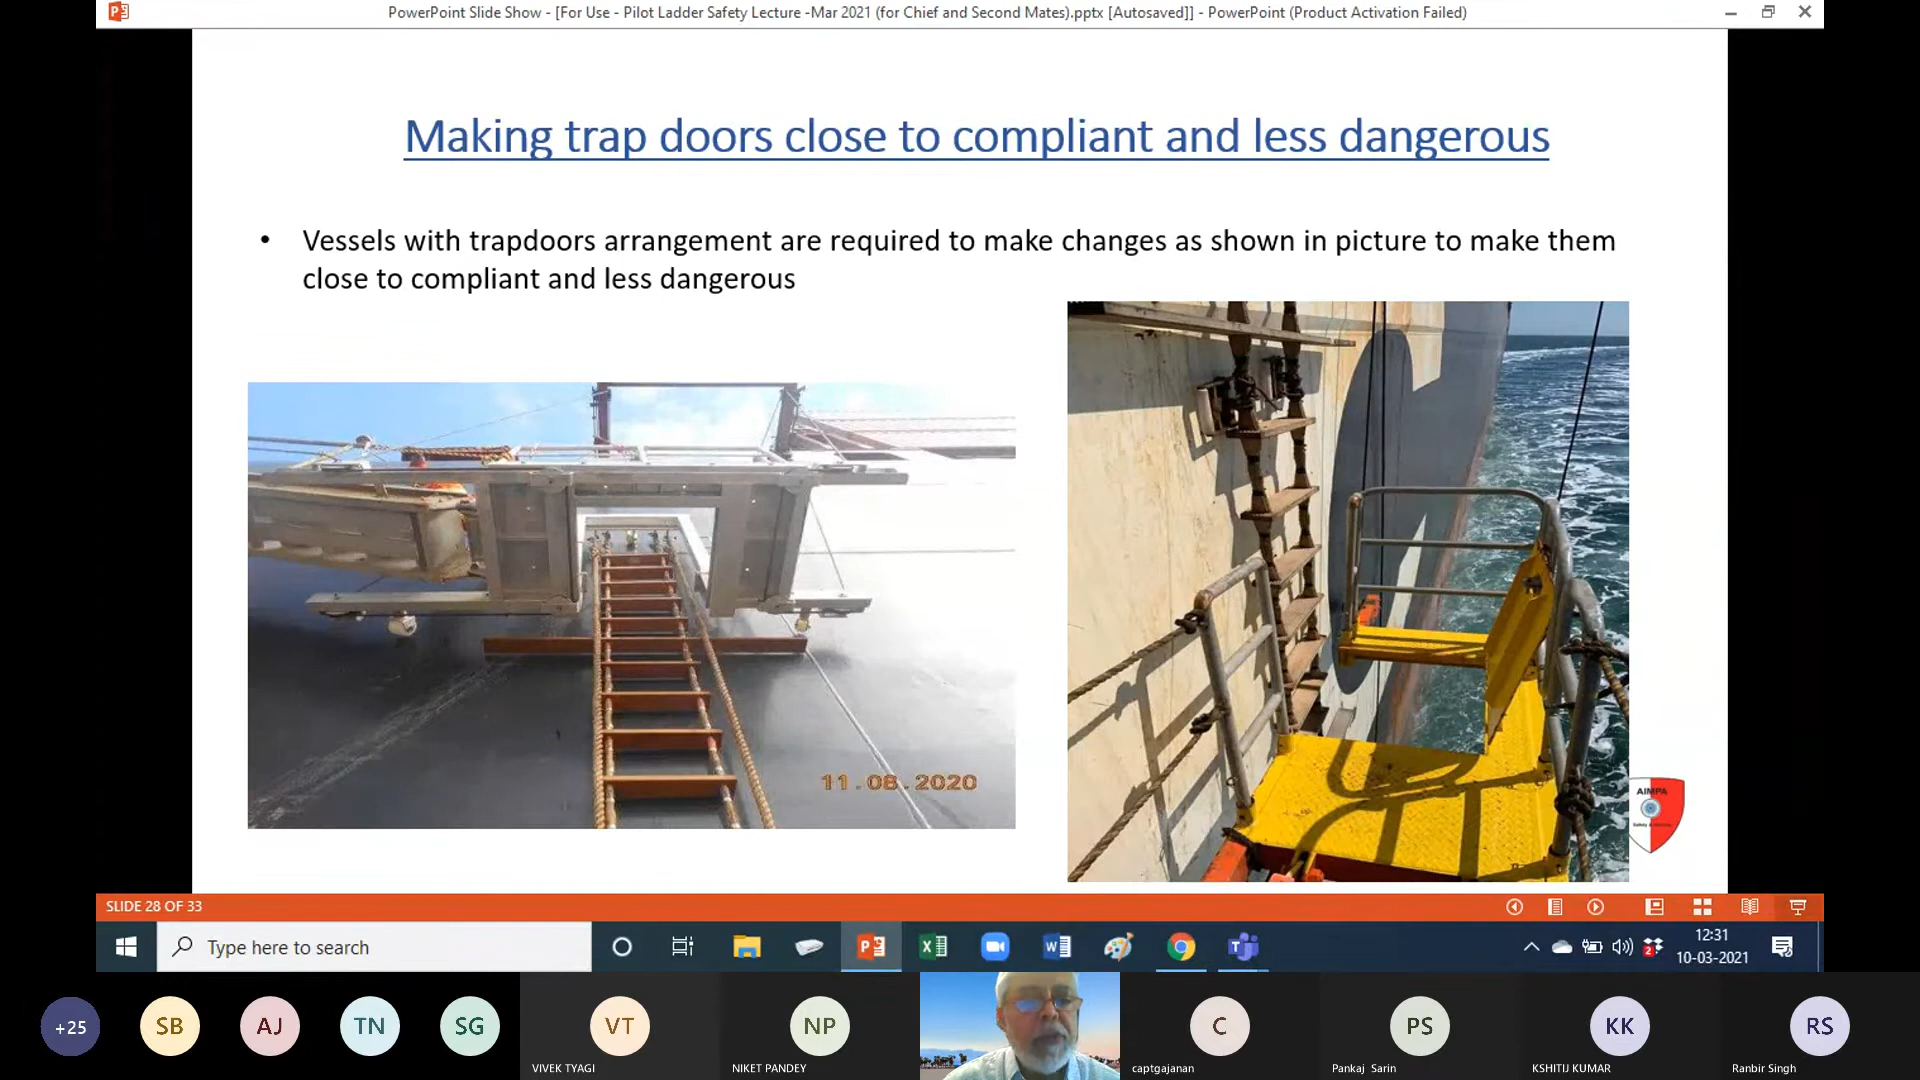 PowerPoint Slide Show - [For Use - Pilot Ladder Safety Lecture -Mar 2021 (for Chief and Second Mates).pptx [Autosaved]] - PowerPoint (Product Activation Failed)
Making trap doors close to compliant and less dangerous
• Vessels with trapdoors arrangement are required to make changes as shown in picture to make them
close to compliant and less dangerous
11.08.2020
AIMPA
SLIDE 28 OF 33
Type here to search
12:31
10-03-2021
2
+25
SB
AJ
TN
SG
VT
NP
C
PS
KK
RS
VIVEK TYAGI
NIKET PANDEY
captgajanan
Pankaj Sarin
KSHITIJ KUMAR
Ranbir Singh